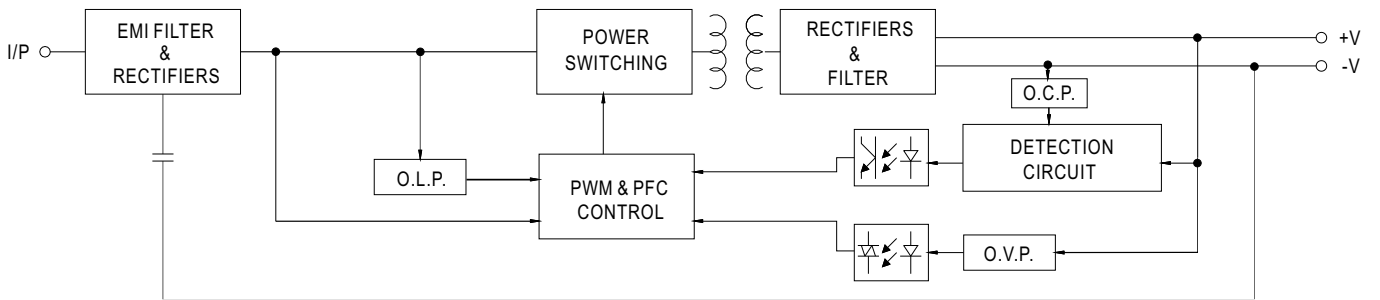 I/P
EMI FILTER
&
RECTIFIERS
POWER
SWITCHING
RECTIFIERS
&
FILTER
+V
-V
O.C.P.
DETECTION
CIRCUIT
O.L.P.
PWM & PFC
CONTROL
O.V.P.